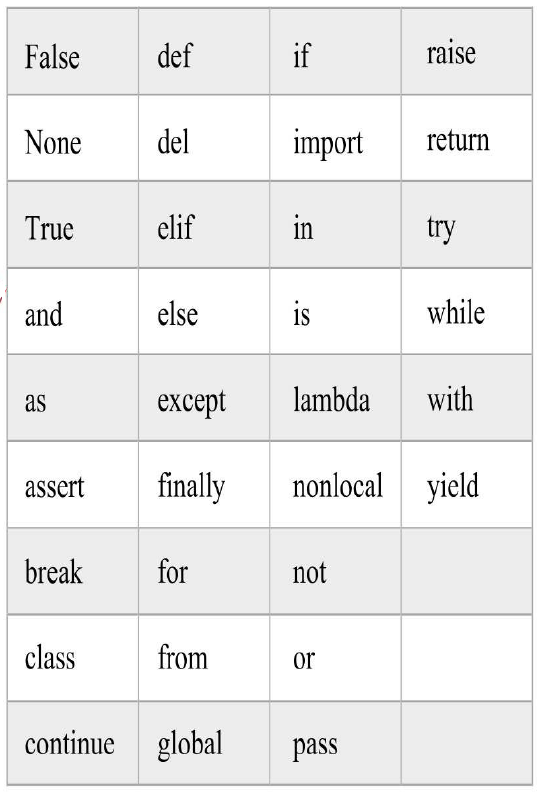 False def if raise
None del import return
True elif in try
and else is while
as except lambda with
assert finally nonlocal yield
break for not
class from or
continue global pass